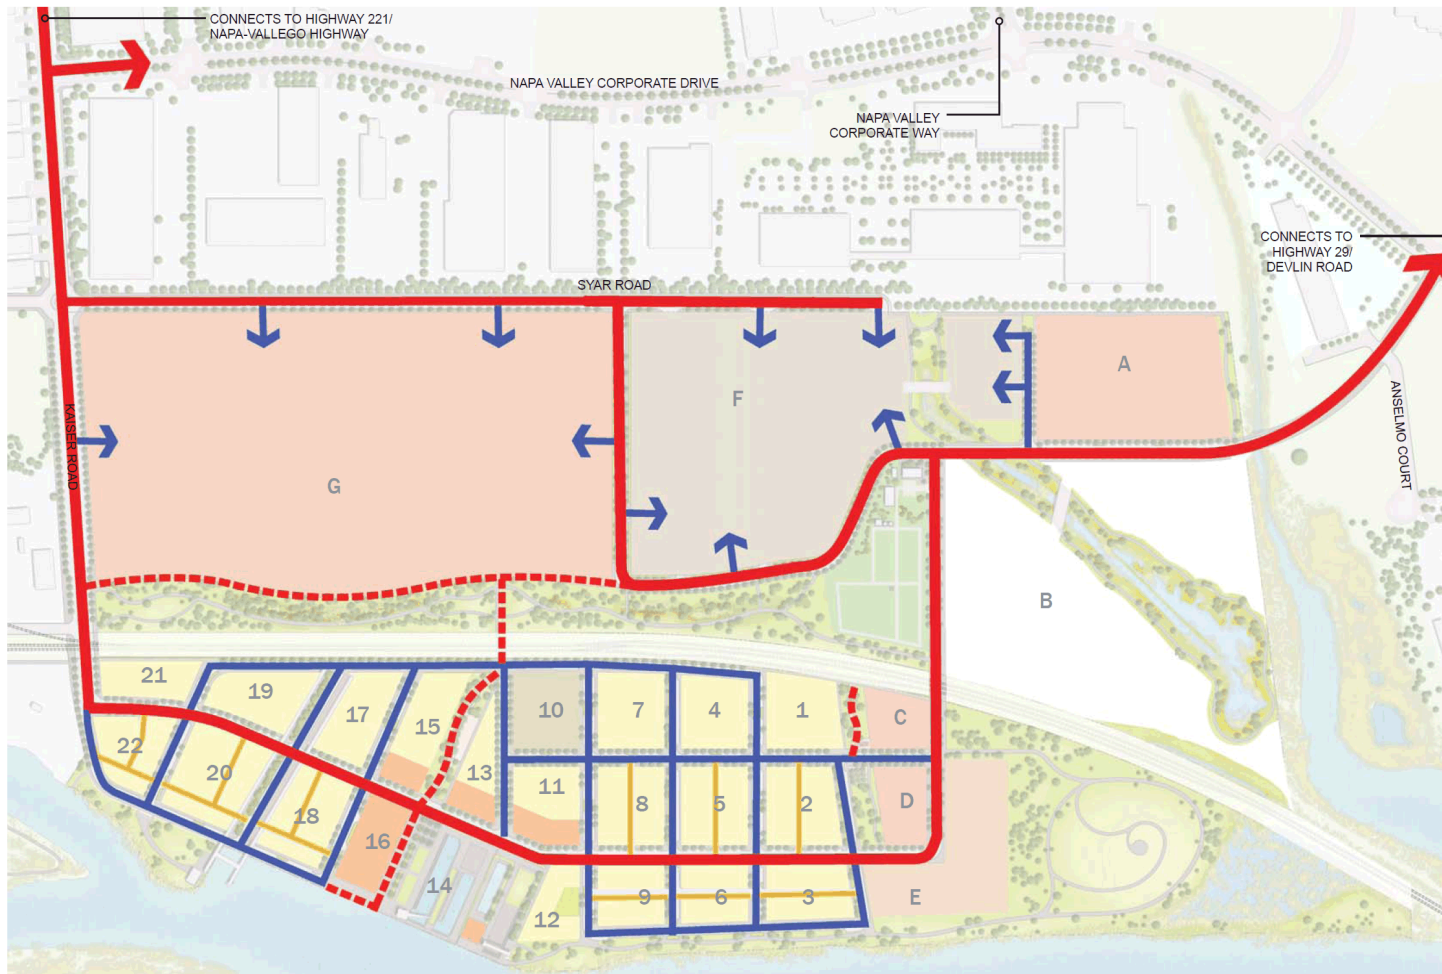 CONNECTS TO HIGHWAY 221/
NAPA-VALLEGO HIGHWAY
NAPA VALLEY CORPORATE DRIVE
NAPA VALLEY
CORPORATE WAY
CONNECTS TO
HIGHWAY 29/
DEVLIN ROAD
SYAR ROAD
KAISER ROAD
ANSELMO COURT
A
F
G
B
21
19
17
15
10
7
4
1
C
22
20
18
13
11
8
5
2
D
16
14
12
9
6
3
E